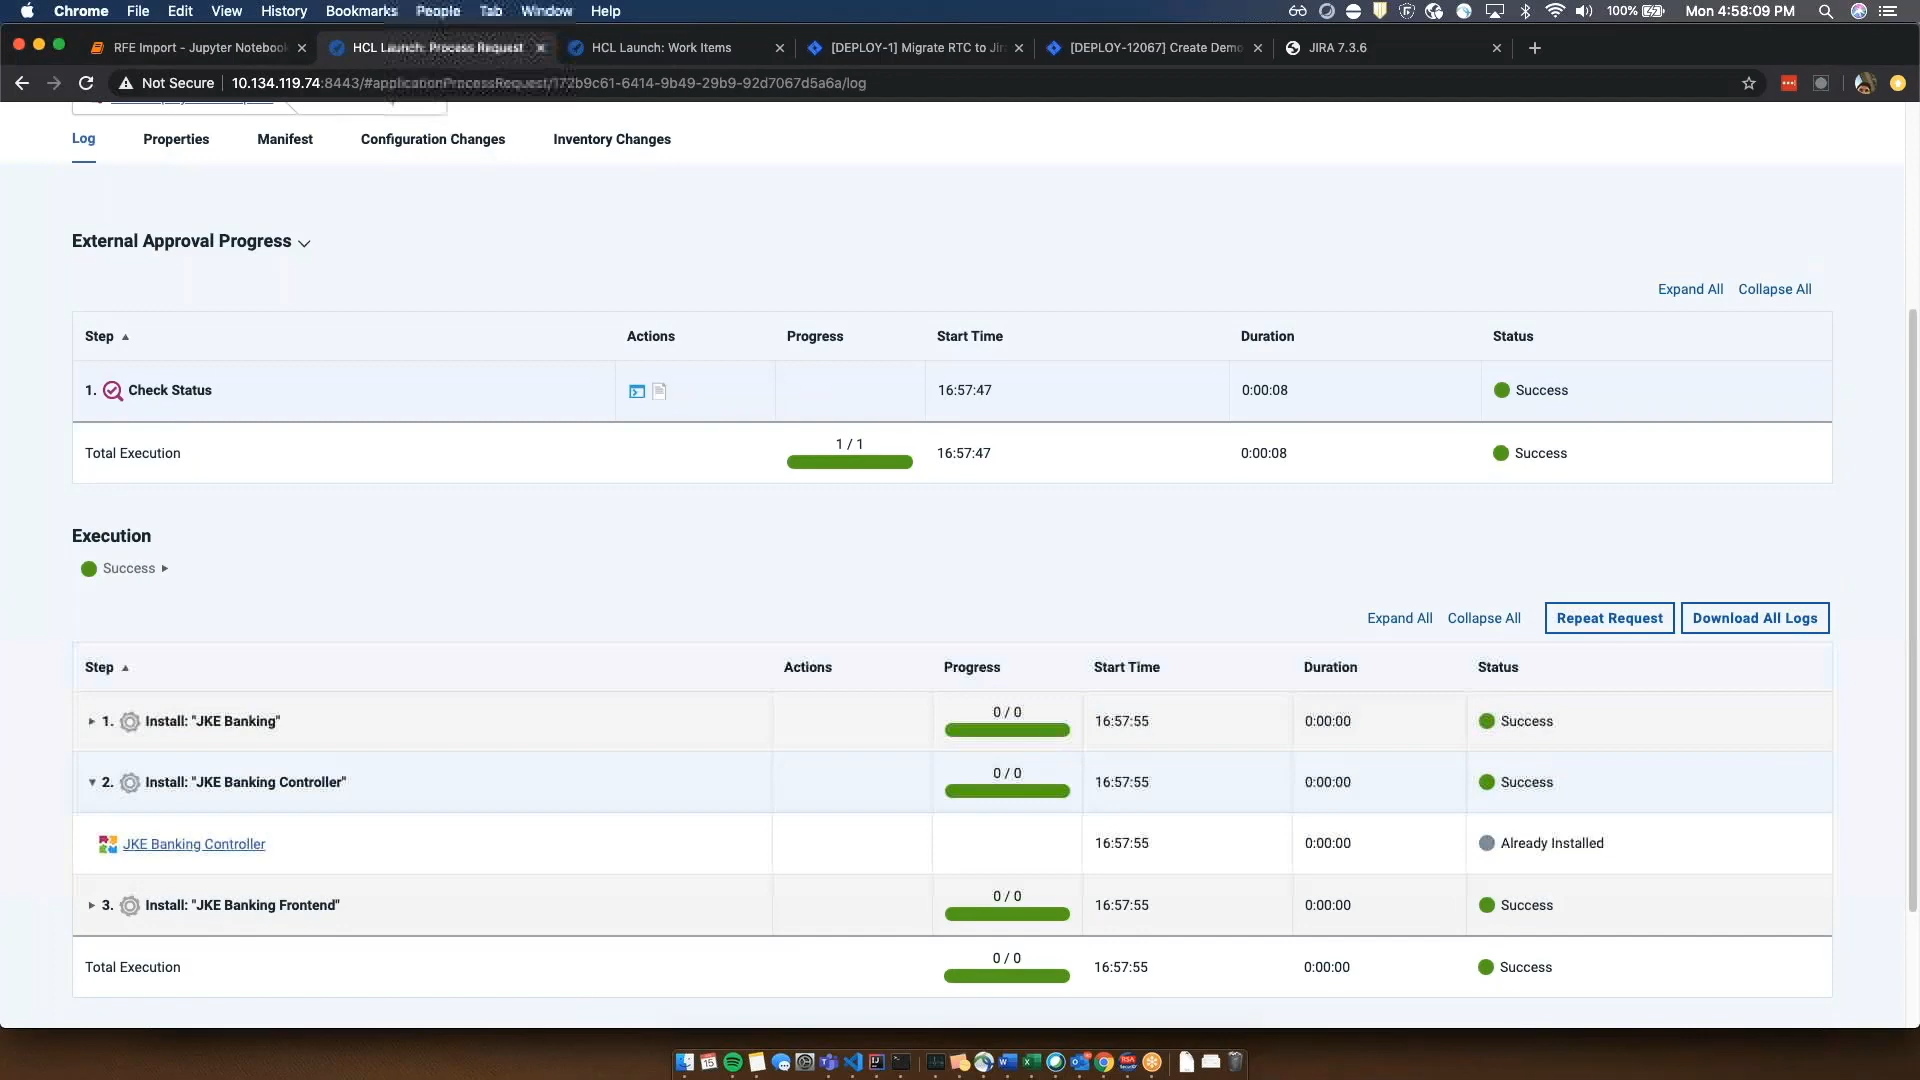 Chrome File Edit View History Bookmarks People Tab Window Help 100% Mon 4:58:09 PM
RFE Import - Jupyter Notebook HCL Launch: Process Request HCL Launch: Work Items [DEPLOY-1] Migrate RTC to Jir [DEPLOY-12067] Create Demo JIRA 7.3.6
Not Secure 10.134.119.74:8443/#applicationProcessRequest/172b9c61-6414-9b49-29b9-92d7067d5a6a/log
Log Properties Manifest Configuration Changes Inventory Changes
External Approval Progress
Expand All Collapse All
Step Actions Progress Start Time Duration Status
1. Check Status 16:57:47 0:00:08 Success
Total Execution 1 / 1 16:57:47 0:00:08 Success
Execution
Success
Expand All Collapse All Repeat Request Download All Logs
Step Actions Progress Start Time Duration Status
1. Install: "JKE Banking" 0 / 0 16:57:55 0:00:00 Success
2. Install: "JKE Banking Controller" 0 / 0 16:57:55 0:00:00 Success
JKE Banking Controller 16:57:55 0:00:00 Already Installed
3. Install: "JKE Banking Frontend" 0 / 0 16:57:55 0:00:00 Success
Total Execution 0 / 0 16:57:55 0:00:00 Success